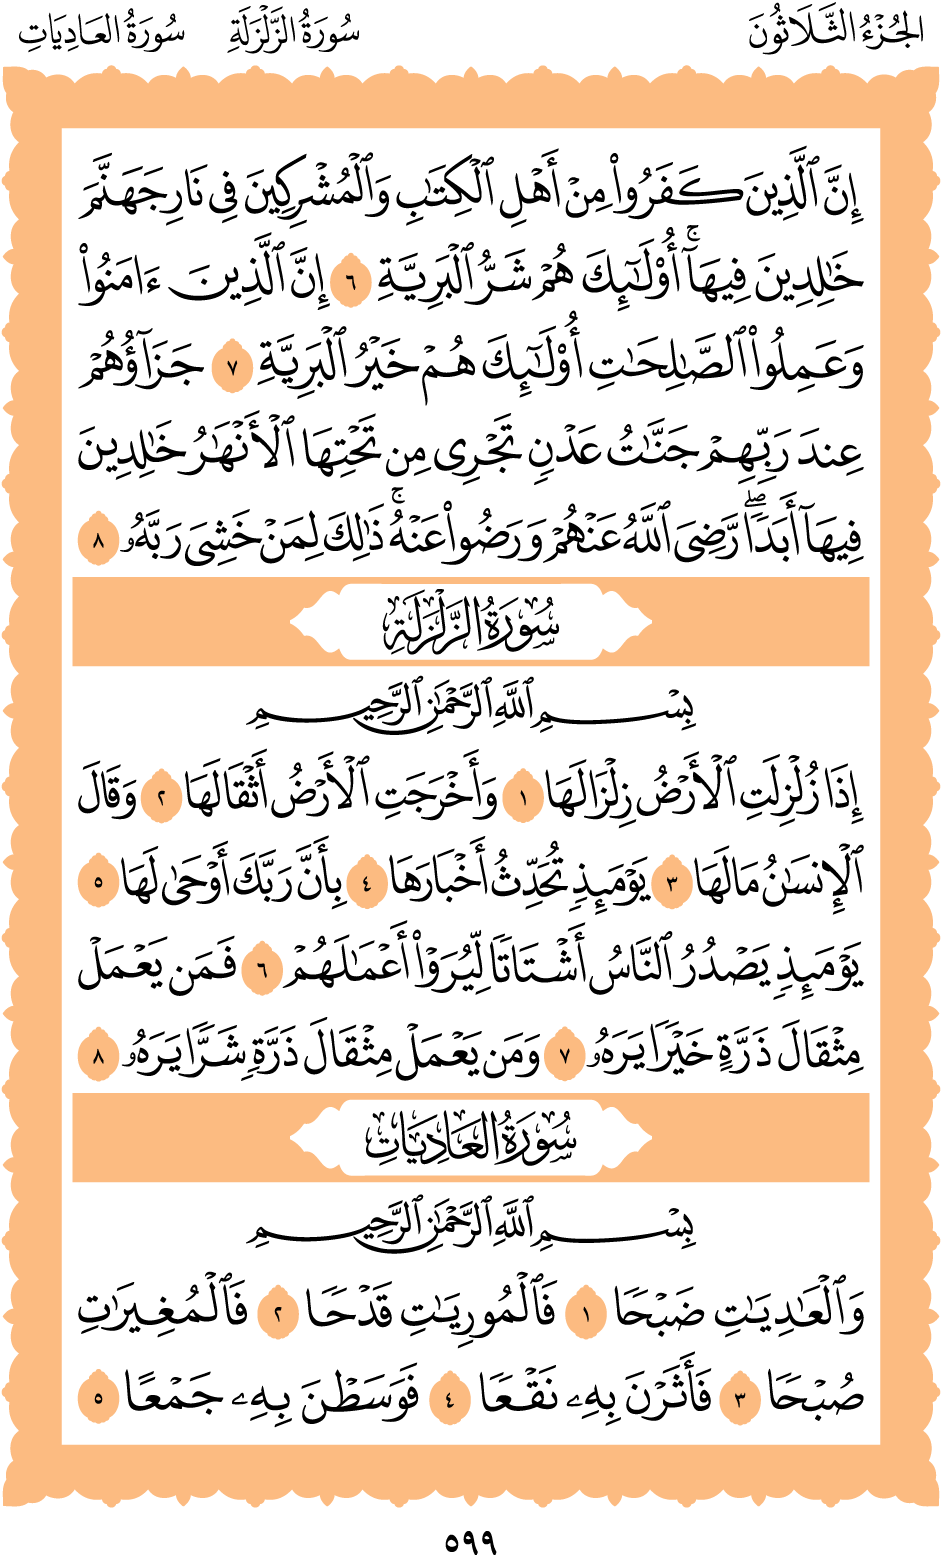 الجُزْءُ الثَّلَاثُونَ سُورَةُ الزَّلْزَلَةِ سُورَةُ العَادِيَاتِ
إِنَّ ٱلَّذِينَ كَفَرُواْ مِنْ أَهْلِ ٱلْكِتَٰبِ وَٱلْمُشْرِكِينَ فِي نَارِ جَهَنَّمَ
خَٰلِدِينَ فِيهَآۚ أُوْلَٰٓئِكَ هُمْ شَرُّ ٱلْبَرِيَّةِ ٦ إِنَّ ٱلَّذِينَ ءَامَنُواْ
وَعَمِلُواْ ٱلصَّٰلِحَٰتِ أُوْلَٰٓئِكَ هُمْ خَيْرُ ٱلْبَرِيَّةِ ٧ جَزَآؤُهُمْ
عِندَ رَبِّهِمْ جَنَّٰتُ عَدْنٖ تَجْرِي مِن تَحْتِهَا ٱلْأَنْهَٰرُ خَٰلِدِينَ
فِيهَآ أَبَدٗاۖ رَّضِيَ ٱللَّهُ عَنْهُمْ وَرَضُواْ عَنْهُۚ ذَٰلِكَ لِمَنْ خَشِيَ رَبَّهُۥ ٨
سُورَةُ الزَّلْزَلَةِ
بِسْمِ ٱللَّهِ ٱلرَّحْمَٰنِ ٱلرَّحِيمِ
إِذَا زُلْزِلَتِ ٱلْأَرْضُ زِلْزَالَهَا ١ وَأَخْرَجَتِ ٱلْأَرْضُ أَثْقَالَهَا ٢ وَقَالَ
ٱلْإِنسَٰنُ مَا لَهَا ٣ يَوْمَئِذٖ تُحَدِّثُ أَخْبَارَهَا ٤ بِأَنَّ رَبَّكَ أَوْحَىٰ لَهَا ٥
يَوْمَئِذٖ يَصْدُرُ ٱلنَّاسُ أَشْتَاتٗا لِّيُرَوْاْ أَعْمَٰلَهُمْ ٦ فَمَن يَعْمَلْ
مِثْقَالَ ذَرَّةٍ خَيْرٗا يَرَهُۥ ٧ وَمَن يَعْمَلْ مِثْقَالَ ذَرَّةٖ شَرّٗا يَرَهُۥ ٨
سُورَةُ العَادِيَاتِ
بِسْمِ ٱللَّهِ ٱلرَّحْمَٰنِ ٱلرَّحِيمِ
وَٱلْعَٰدِيَٰتِ ضَبْحٗا ١ فَٱلْمُورِيَٰتِ قَدْحٗا ٢ فَٱلْمُغِيرَٰتِ
صُبْحٗا ٣ فَأَثَرْنَ بِهِۦ نَقْعٗا ٤ فَوَسَطْنَ بِهِۦ جَمْعًا ٥
٥٩٩